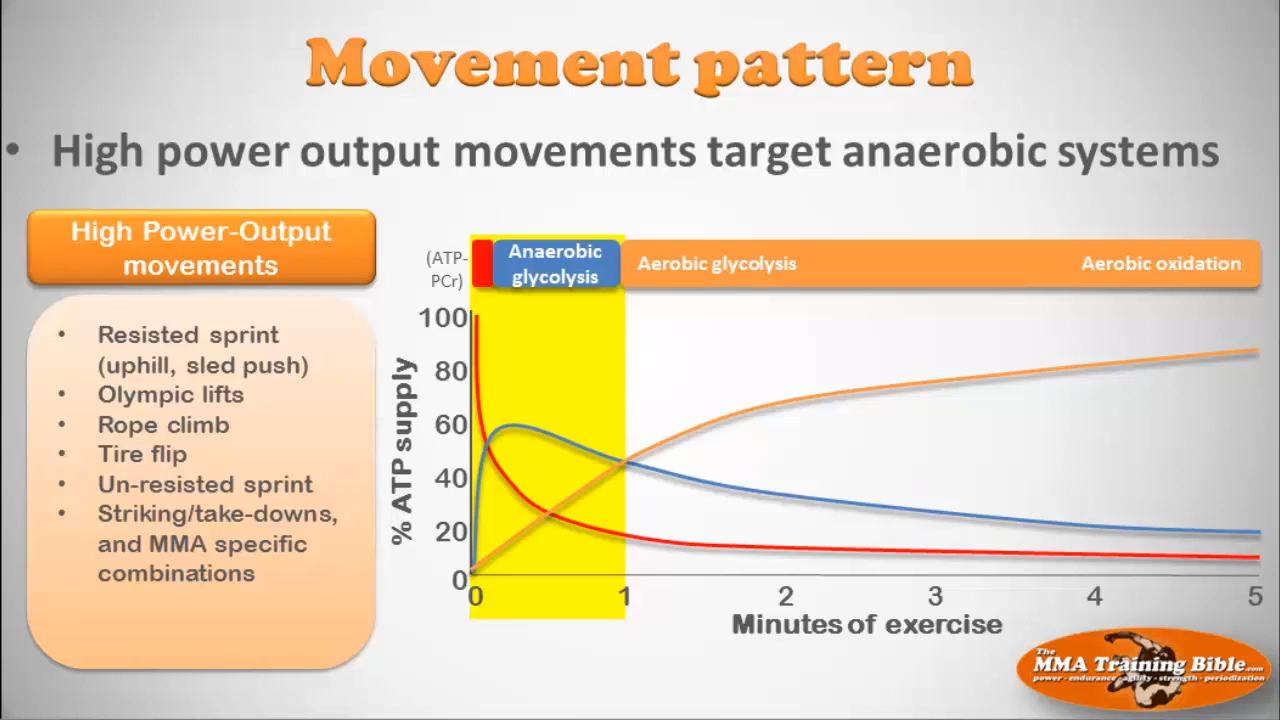 Movement pattern
• High power output movements target anaerobic systems
High Power-Output
movements
• Resisted sprint
(uphill, sled push)
• Olympic lifts
• Rope climb
• Tire flip
• Un-resisted sprint
• Striking/take-downs,
and MMA specific
combinations
(ATP-
PCr)
Anaerobic
glycolysis
Aerobic glycolysis
Aerobic oxidation
% ATP supply
100
80
60
40
20
0
0 1 2 3 4 5
Minutes of exercise
The
MMA Training Bible.com
power - endurance - agility - strength - periodization